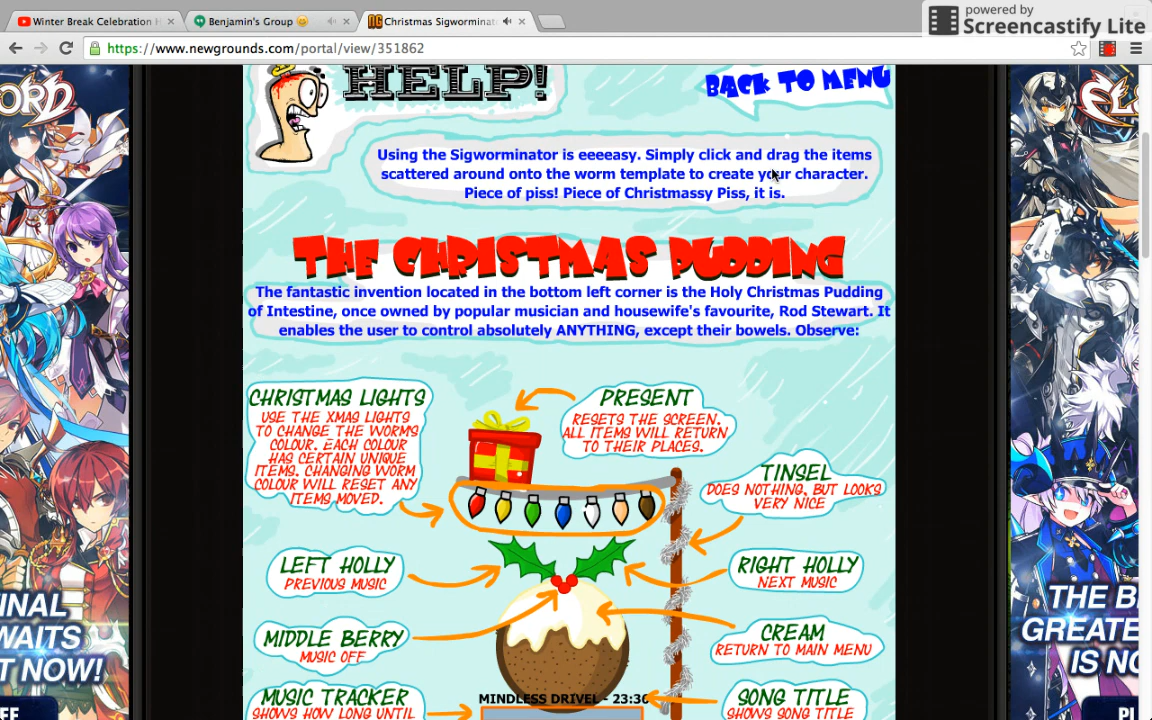 powered by
Screencastify Lite
Winter Break Celebration H
Benjamin's Group
Christmas Sigworminat
https://www.newgrounds.com/portal/view/351862
HELP!
BACK TO MENU
Using the Sigworminator is eeeeasy. Simply click and drag the items
scattered around onto the worm template to create your character.
Piece of piss! Piece of Christmassy Piss, it is.
THE CHRISTMAS PUDDING
The fantastic invention located in the bottom left corner is the Holy Christmas Pudding
of Intestine, once owned by popular musician and housewife's favourite, Rod Stewart. It
enables the user to control absolutely ANYTHING, except their bowels. Observe:
CHRISTMAS LIGHTS
USE THE XMAS LIGHTS
TO CHANGE THE WORMS
COLOUR. EACH COLOUR
HAS CERTAIN UNIQUE
ITEMS. CHANGING WORM
COLOUR WILL RESET ANY
ITEMS MOVED.
PRESENT
RESETS THE SCREEN.
ALL ITEMS WILL RETURN
TO THEIR PLACES.
TINSEL
DOES NOTHING, BUT LOOKS
VERY NICE
LEFT HOLLY
PREVIOUS MUSIC
RIGHT HOLLY
NEXT MUSIC
MIDDLE BERRY
MUSIC OFF
CREAM
RETURN TO MAIN MENU
MUSIC TRACKER
SHOWS HOW LONG UNTIL
MINDLESS DRIVEL - 23:30
SONG TITLE
SHOWS SONG TITLE
ORD
INAL
WAITS
T NOW!
EL
THE B
GREATE
IS NO